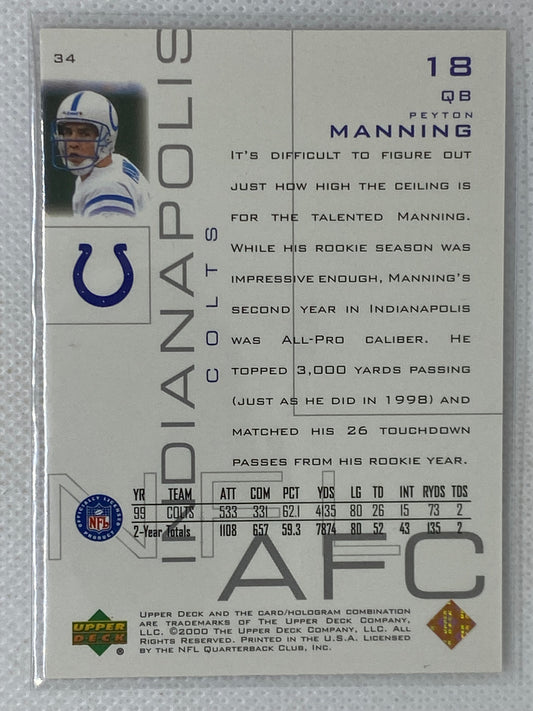 34
INDIANAPOLIS
COLTS
18
QB
PEYTON
MANNING
IT'S DIFFICULT TO FIGURE OUT
JUST HOW HIGH THE CEILING IS
FOR THE TALENTED MANNING.
WHILE HIS ROOKIE SEASON WAS
IMPRESSIVE ENOUGH, MANNING'S
SECOND YEAR IN INDIANAPOLIS
WAS ALL-PRO CALIBER. HE
TOPPED 3,000 YARDS PASSING
(JUST AS HE DID IN 1998) AND
MATCHED HIS 26 TOUCHDOWN
PASSES FROM HIS ROOKIE YEAR.
NFL
OFFICIALLY LICENSED
NFL
PRODUCT
YR TEAM ATT COM PCT YDS LG TD INT RYDS TDS
99 COLTS 533 331 62.1 4135 80 26 15 73 2
2-Year Totals 1108 657 59.3 7874 80 52 43 135 2
AFC
UPPER DECK AND THE CARD/HOLOGRAM COMBINATION
ARE TRADEMARKS OF THE UPPER DECK COMPANY,
LLC. ©2000 THE UPPER DECK COMPANY, LLC. ALL
RIGHTS RESERVED. PRINTED IN THE U.S.A. LICENSED
BY THE NFL QUARTERBACK CLUB, INC.
UPPER
DECK
®